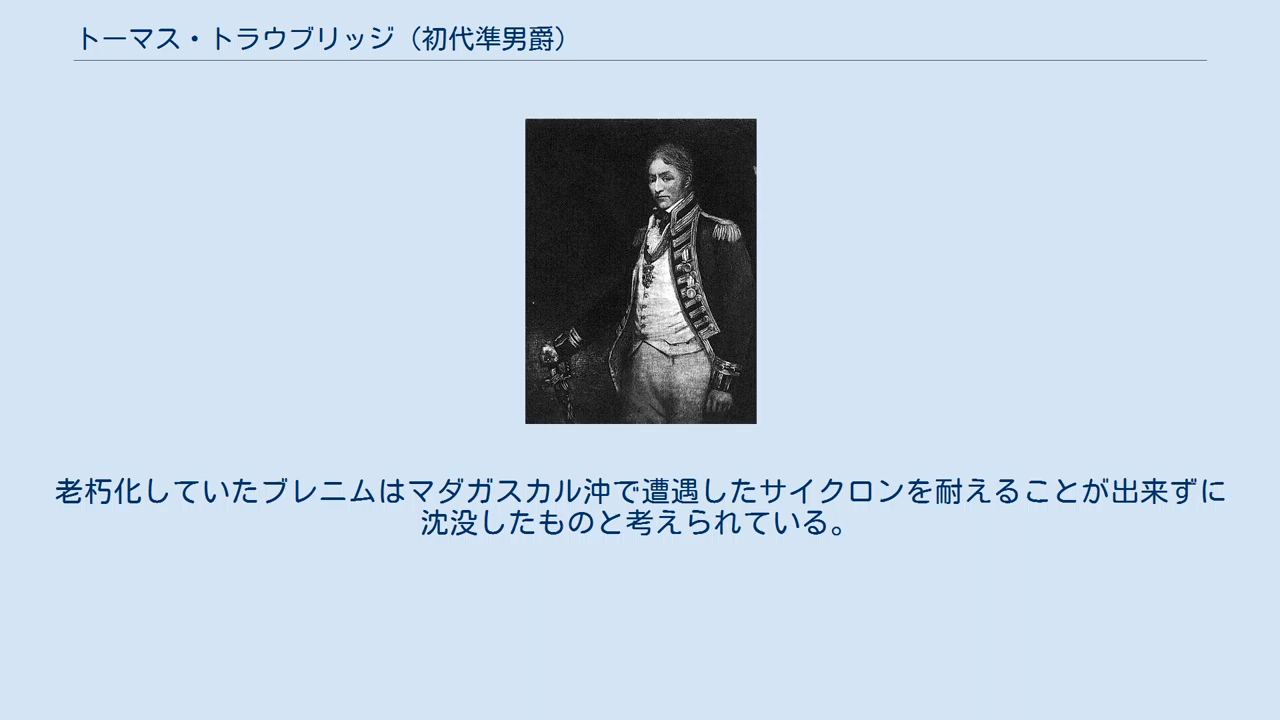 トーマス・トラウブリッジ（初代準男爵）
老朽化していたブレニムはマダガスカル沖で遭遇したサイクロンを耐えることが出来ずに
沈没したものと考えられている。